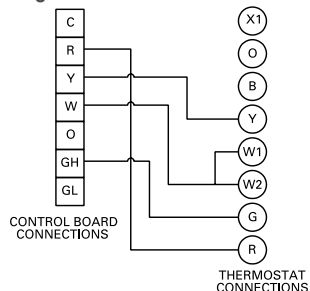 C
R
Y
W
O
GH
GL
CONTROL BOARD
CONNECTIONS
X1
O
B
Y
W1
W2
G
R
THERMOSTAT
CONNECTIONS